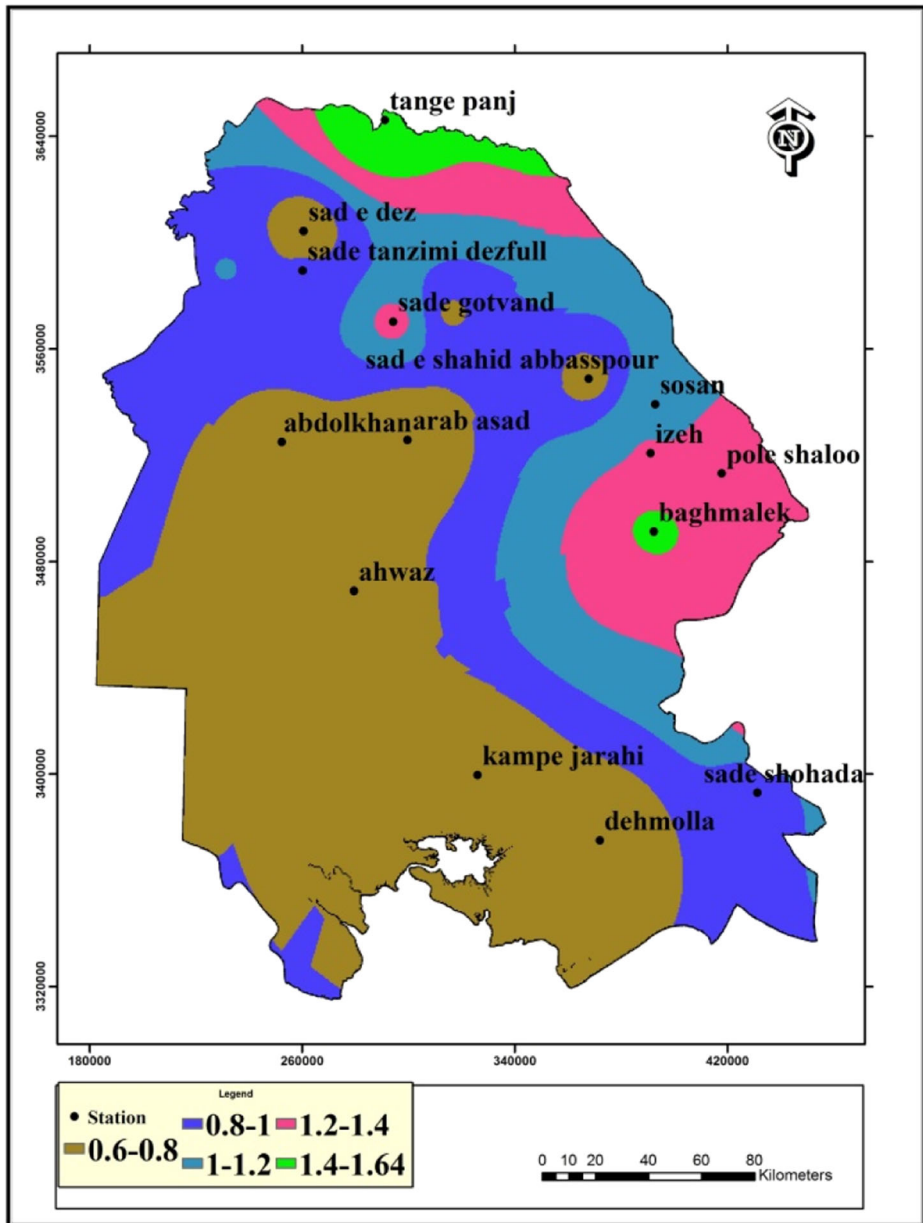 tange panj
N
3640000
sad e dez
sade tanzimi dezfull
sade gotvand
3560000
sad e shahid abbasspour
sosan
abdolkhan
arab asad
izeh
pole shaloo
baghmalek
3480000
ahwaz
kampe jarahi
3400000
sade shohada
dehmolla
3320000
180000 260000 340000 420000
Legend
Station
0.8-1 1.2-1.4
0.6-0.8
1-1.2 1.4-1.64
0 10 20 40 60 80
Kilometers